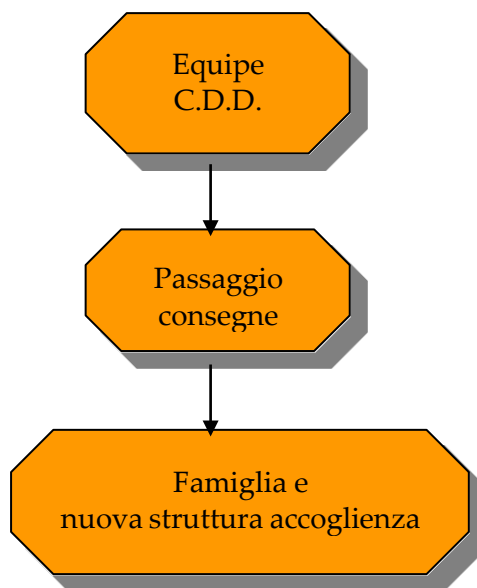 Equipe
C.D.D.
Passaggio
consegne
Famiglia e
nuova struttura accoglienza